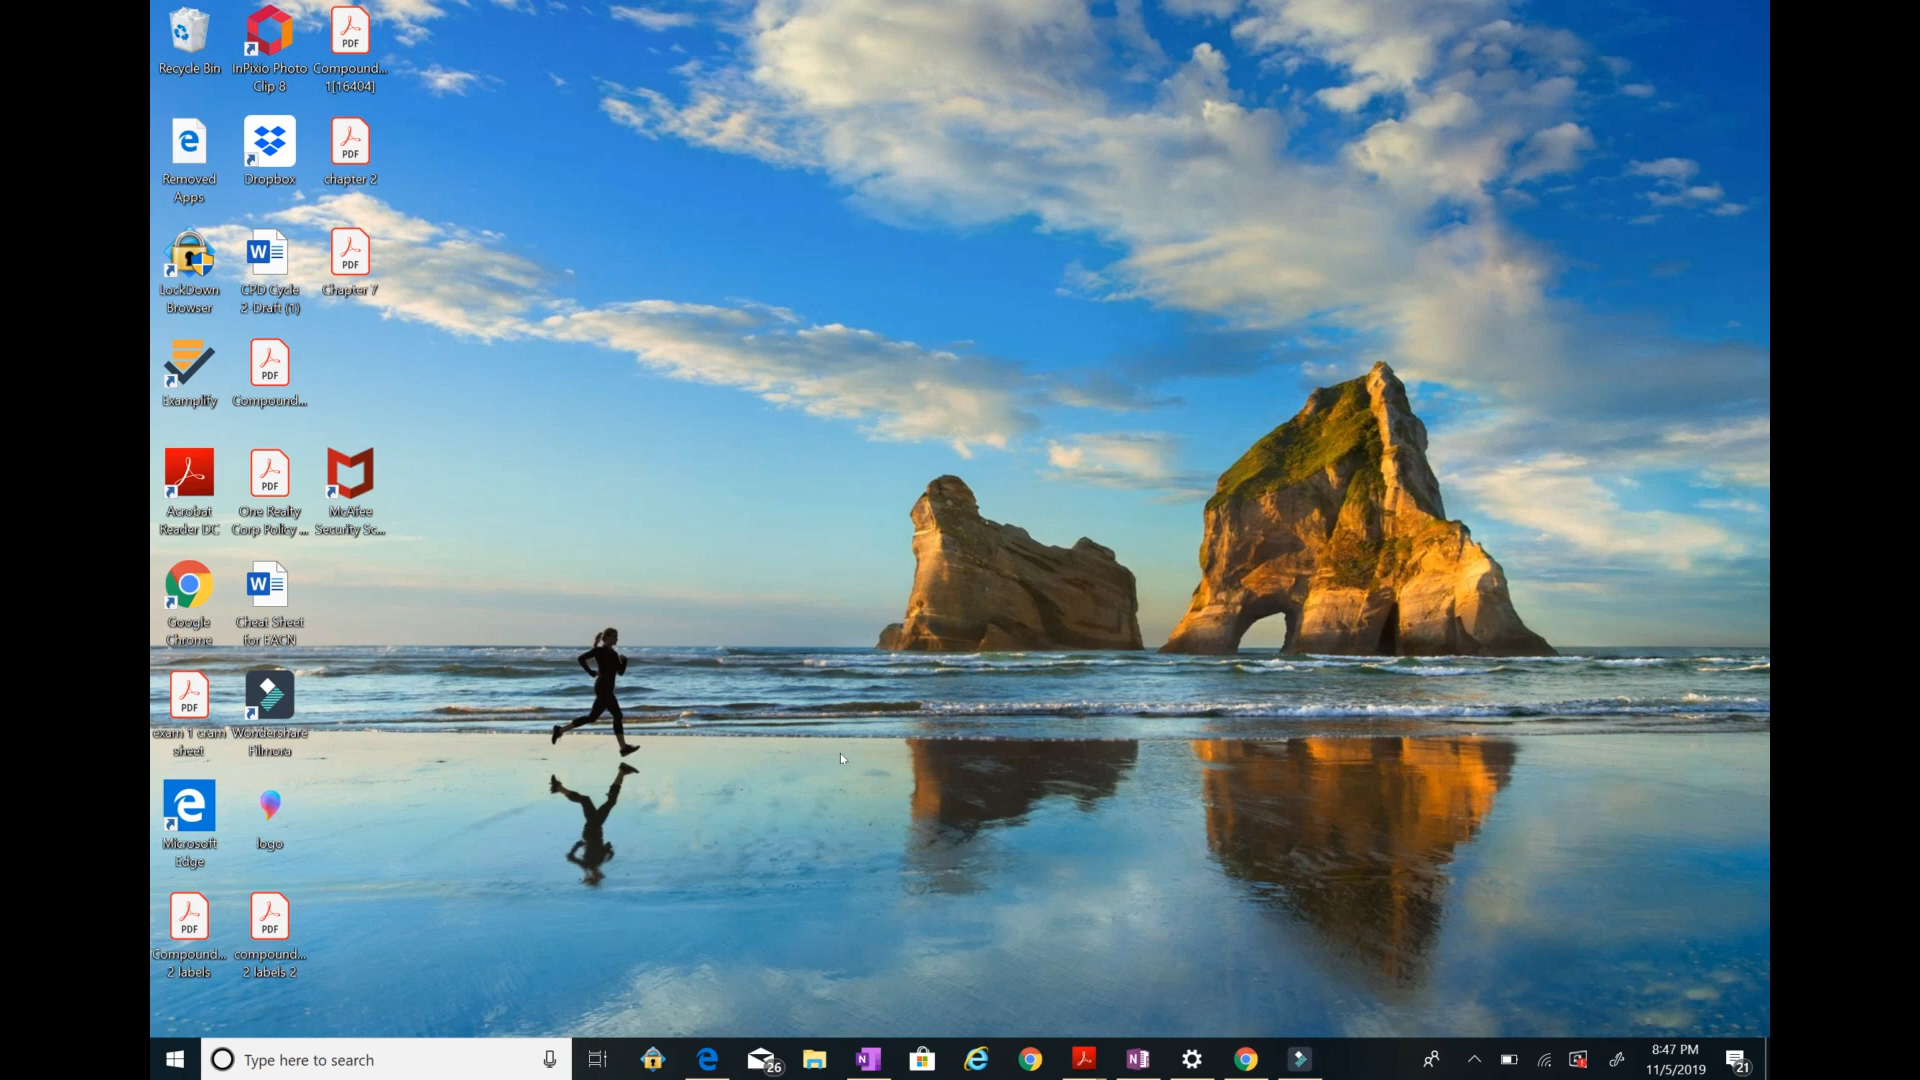 Recycle Bin
InPixio Photo
Clip 8
PDF
Compound...
1[16404]
Removed
Apps
Dropbox
PDF
chapter 2
LockDown
Browser
W
CPD Cycle
2-Draft (1)
PDF
Chapter 7
Examplify
PDF
Compound...
Acrobat
Reader DC
PDF
One Realty
Corp Policy ...
McAfee
Security Sc...
Google
Chrome
W
Cheat Sheet
for EACN
PDF
exam 1 cram
sheet
Wondershare
Filmora
Microsoft
Edge
logo
PDF
Compound...
2 labels
PDF
compound...
2 labels 2
Type here to search
26
N
N
8:47 PM
11/5/2019
21